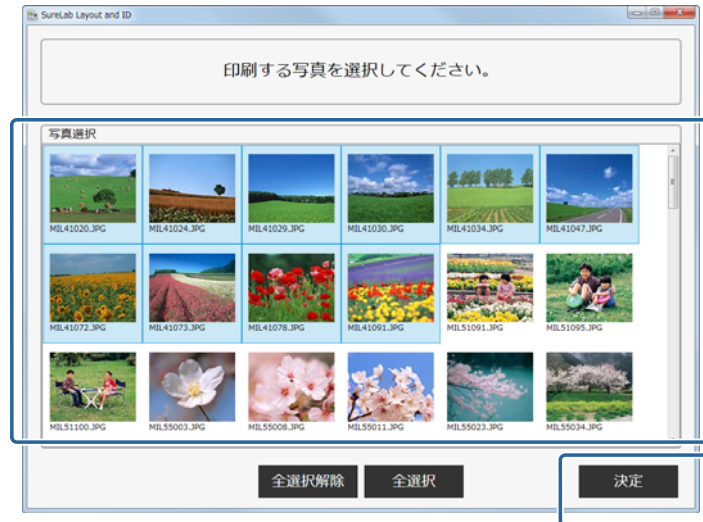 SureLab Layout and ID
印刷する写真を選択してください。
写真選択
MIL41020.JPG MIL41024.JPG MIL41029.JPG MIL41030.JPG MIL41034.JPG MIL41047.JPG
MIL41072.JPG MIL41073.JPG MIL41078.JPG MIL41091.JPG MIL51091.JPG MIL51095.JPG
MIL51100.JPG MIL55003.JPG MIL55008.JPG MIL55011.JPG MIL55023.JPG MIL55034.JPG
全選択解除 全選択 決定